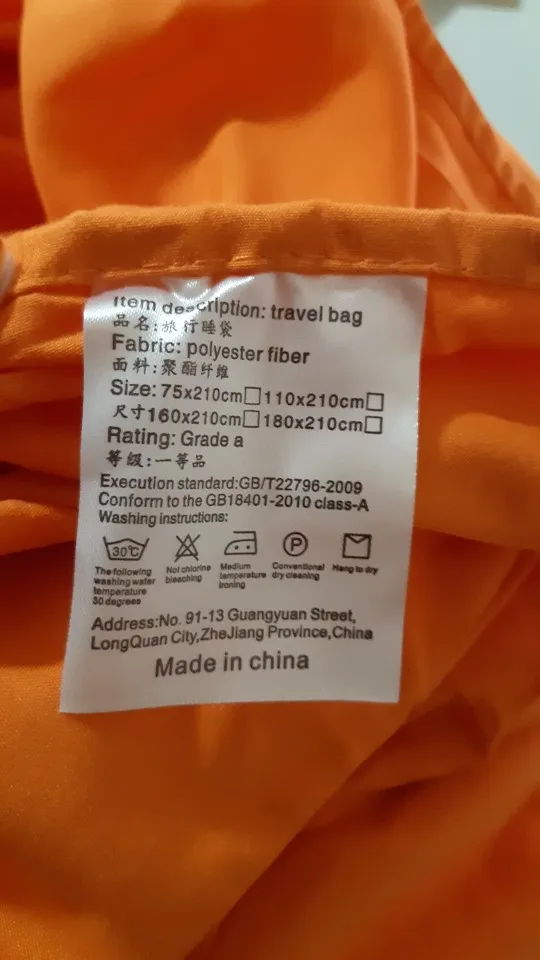 Item description: travel bag
品名:旅行睡袋
Fabric: polyester fiber
面料:聚酯纤维
Size: 75x210cm☐110x210cm☐
尺寸160x210cm☐180x210cm☐
Rating: Grade a
等级:一等品
Execution standard:GB/T22796-2009
Conform to the GB18401-2010 class-A
Washing instructions:
30℃
P
The following washing water temperature 30 degrees
Not chlorine bleaching
Medium temperature ironing
Conventional dry cleaning
Hang to dry
Address:No. 91-13 Guangyuan Street,
LongQuan City,ZheJiang Province,China
Made in china